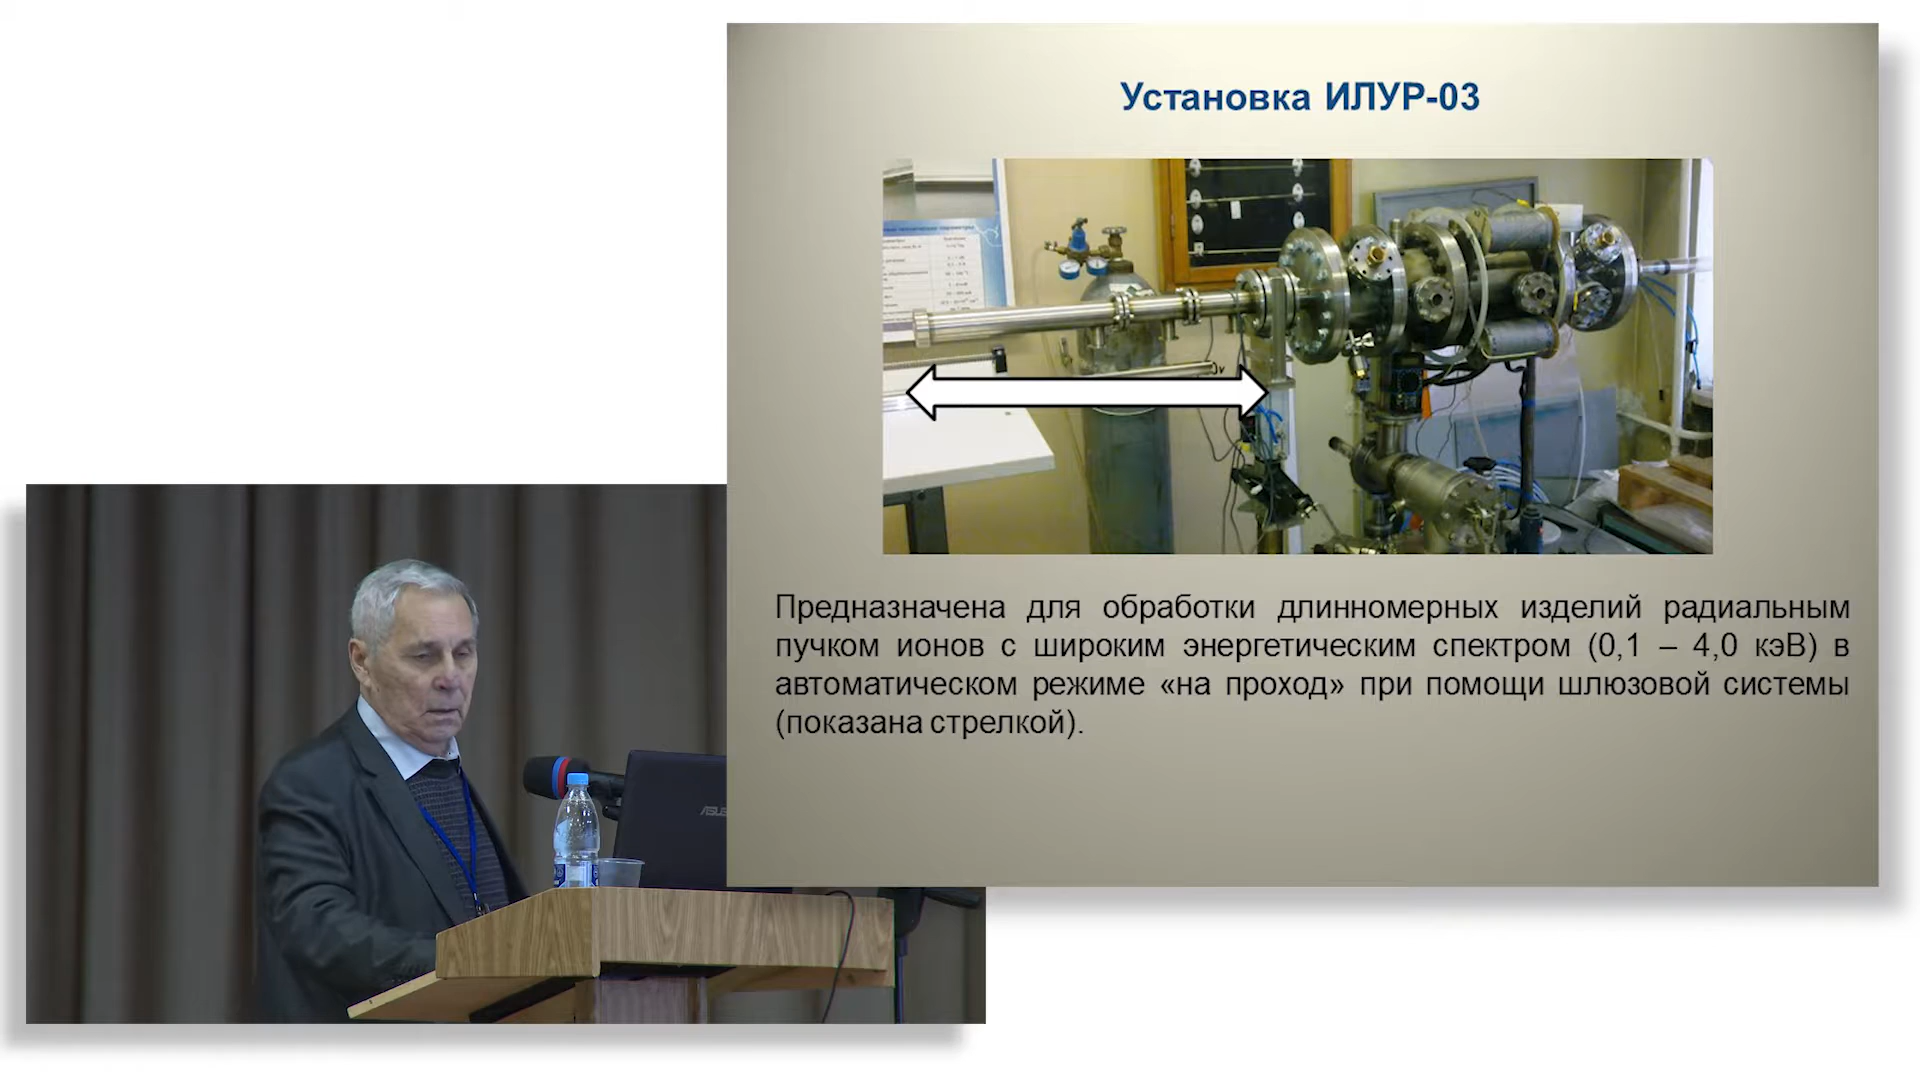 Установка ИЛУР-03
Предназначена для обработки длинномерных изделий радиальным
пучком ионов с широким энергетическим спектром (0,1 – 4,0 кэВ) в
автоматическом режиме «на проход» при помощи шлюзовой системы
(показана стрелкой).